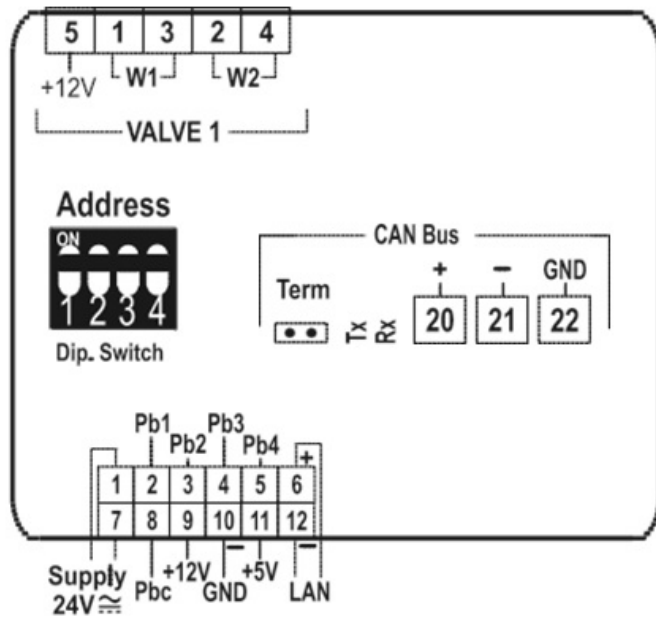 5 1 3 2 4
+12V W1 W2
VALVE 1
Address
ON
1 2 3 4
Dip. Switch
CAN Bus
Term
+ − GND
Tx
Rx
20 21 22
Pb1 Pb3
Pb2 Pb4
+
1 2 3 4 5 6
7 8 9 10 11 12
− −
+12V +5V
Supply Pbc GND LAN
24V ⎓